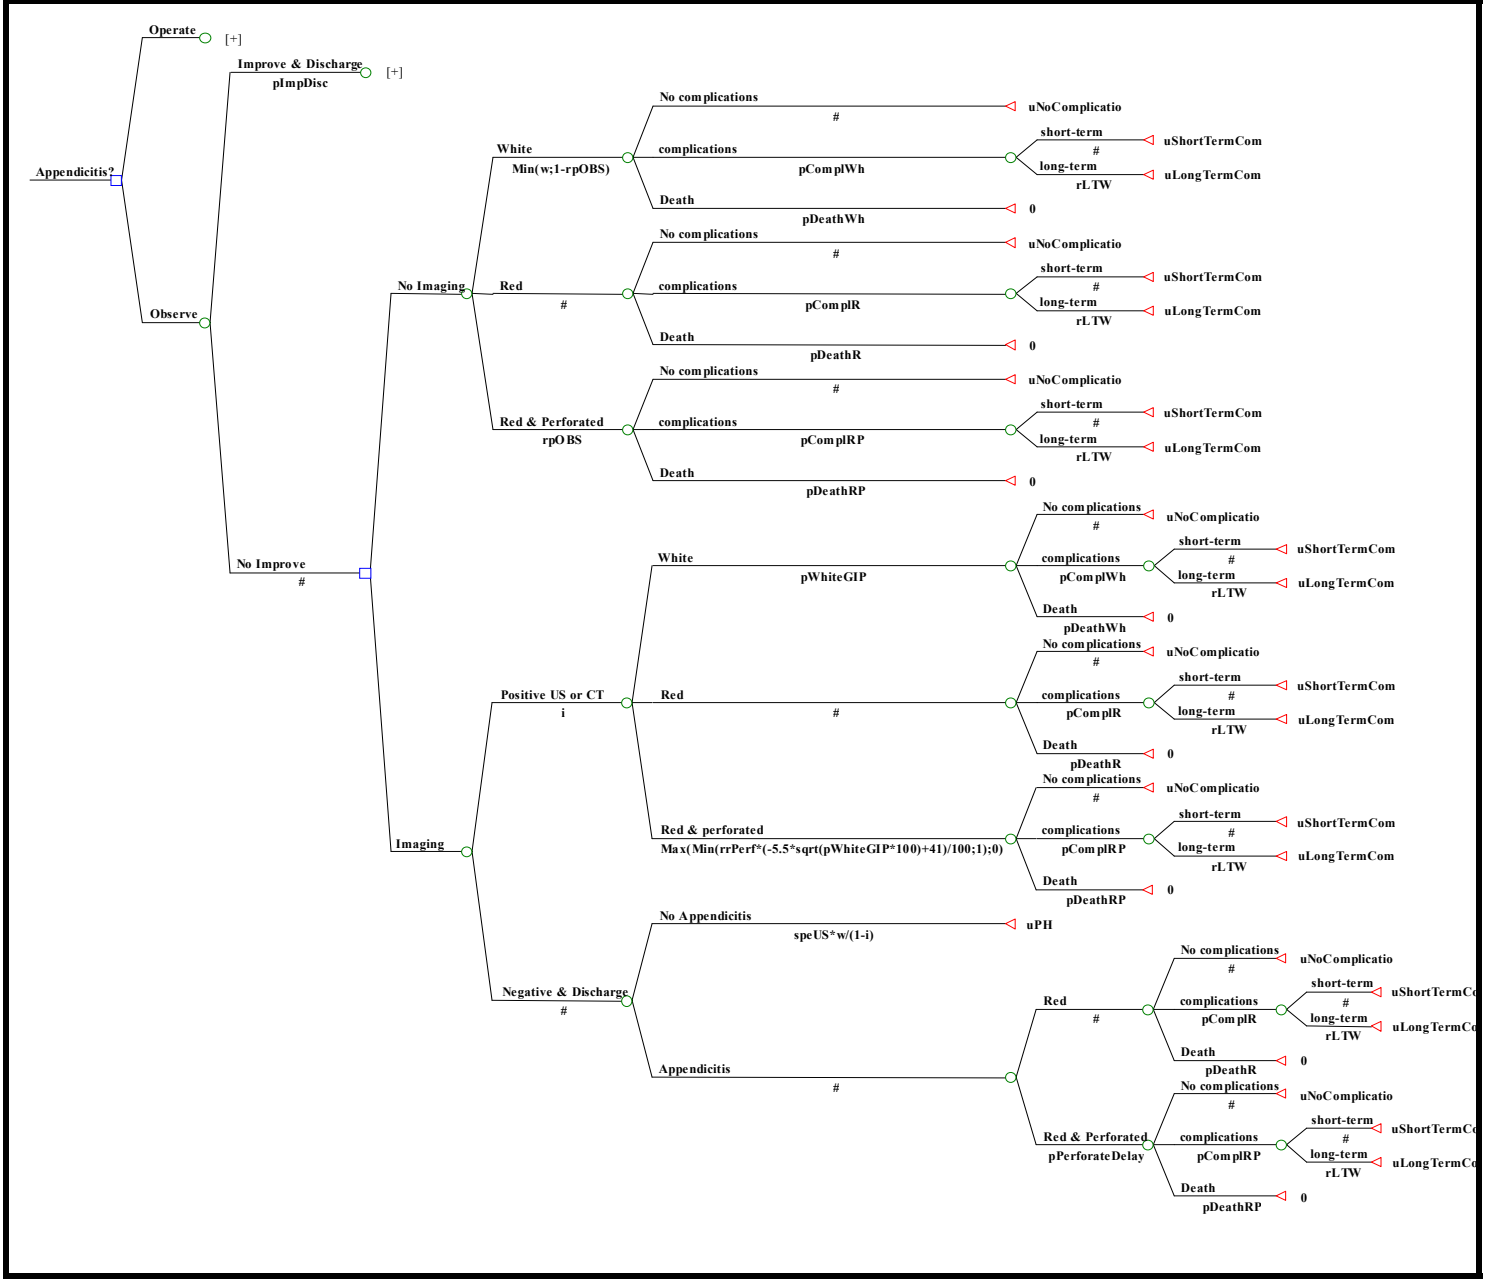 Operate
[+]
Improve & Discharge
pImpDisc
[+]
Appendicitis?
Observe
No Improve
#
No Imaging
White
Min(w;1-rpOBS)
No complications
#
uNoComplicatio
complications
pComplWh
short-term
#
uShortTermCom
long-term
rLTW
uLongTermCom
Death
pDeathWh
0
Red
#
No complications
#
uNoComplicatio
complications
pComplR
short-term
#
uShortTermCom
long-term
rLTW
uLongTermCom
Death
pDeathR
0
Red & Perforated
rpOBS
No complications
#
uNoComplicatio
complications
pComplRP
short-term
#
uShortTermCom
long-term
rLTW
uLongTermCom
Death
pDeathRP
0
Imaging
Positive US or CT
i
White
pWhiteGIP
No complications
#
uNoComplicatio
complications
pComplWh
short-term
#
uShortTermCom
long-term
rLTW
uLongTermCom
Death
pDeathWh
0
Red
#
No complications
#
uNoComplicatio
complications
pComplR
short-term
#
uShortTermCom
long-term
rLTW
uLongTermCom
Death
pDeathR
0
Red & perforated
Max(Min(rrPerf*(-5.5*sqrt(pWhiteGIP*100)+41)/100;1);0)
No complications
#
uNoComplicatio
complications
pComplRP
short-term
#
uShortTermCom
long-term
rLTW
uLongTermCom
Death
pDeathRP
0
Negative & Discharge
#
No Appendicitis
speUS*w/(1-i)
uPH
Appendicitis
#
Red
#
No complications
#
uNoComplicatio
complications
pComplR
short-term
#
uShortTermCo
long-term
rLTW
uLongTermCo
Death
pDeathR
0
Red & Perforated
pPerforateDelay
No complications
#
uNoComplicatio
complications
pComplRP
short-term
#
uShortTermCo
long-term
rLTW
uLongTermCo
Death
pDeathRP
0